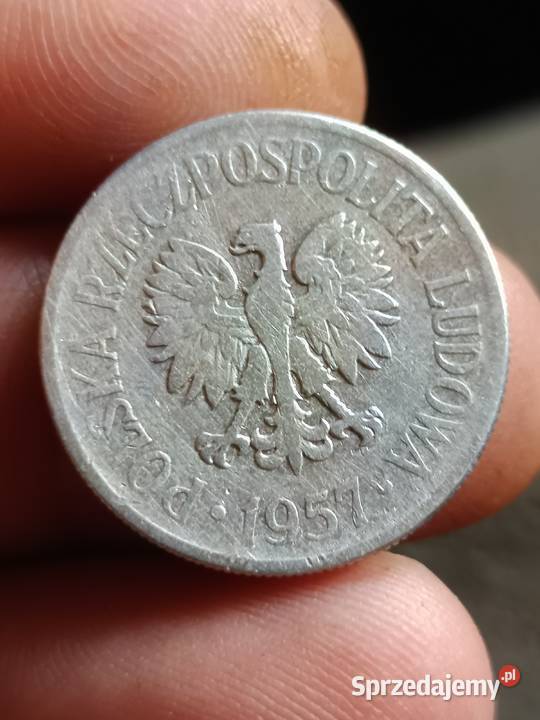 POLSKA RZECZPOSPOLITA LUDOWA
· 1957 ·
Sprzedajemy.pl